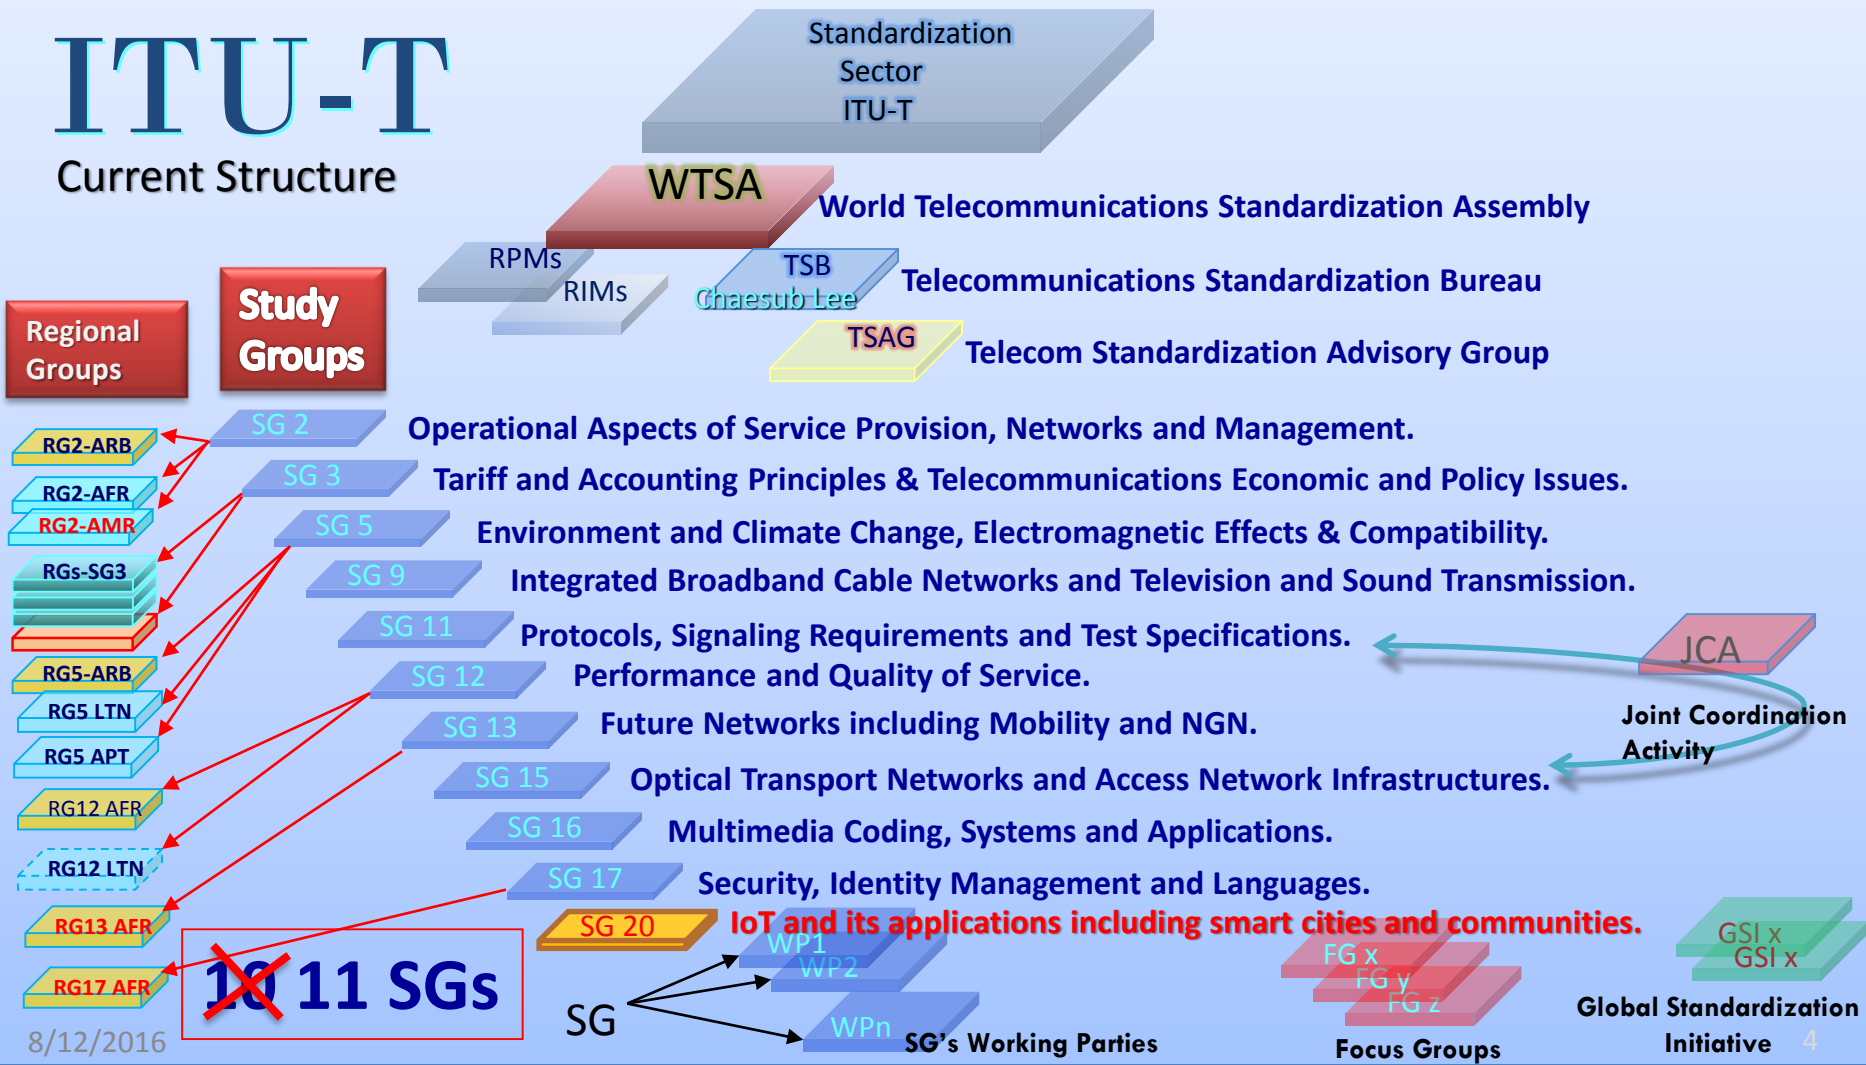 ITU-T
Current Structure
Standardization
Sector
ITU-T
WTSA
World Telecommunications Standardization Assembly
RPMs
RIMs
TSB
Chaesub Lee
Telecommunications Standardization Bureau
TSAG
Telecom Standardization Advisory Group
Regional
Groups
Study
Groups
SG 2
Operational Aspects of Service Provision, Networks and Management.
SG 3
Tariff and Accounting Principles & Telecommunications Economic and Policy Issues.
SG 5
Environment and Climate Change, Electromagnetic Effects & Compatibility.
SG 9
Integrated Broadband Cable Networks and Television and Sound Transmission.
SG 11
Protocols, Signaling Requirements and Test Specifications.
SG 12
Performance and Quality of Service.
SG 13
Future Networks including Mobility and NGN.
SG 15
Optical Transport Networks and Access Network Infrastructures.
SG 16
Multimedia Coding, Systems and Applications.
SG 17
Security, Identity Management and Languages.
SG 20
IoT and its applications including smart cities and communities.
RG2-ARB
RG2-AFR
RG2-AMR
RGs-SG3
RG5-ARB
RG5 LTN
RG5 APT
RG12 AFR
RG12 LTN
RG13 AFR
RG17 AFR
JCA
Joint Coordination
Activity
10 11 SGs
SG
WP1
WP2
WPn
SG's Working Parties
FG x
FG y
FG z
Focus Groups
GSI x
GSI x
Global Standardization
Initiative
8/12/2016
4